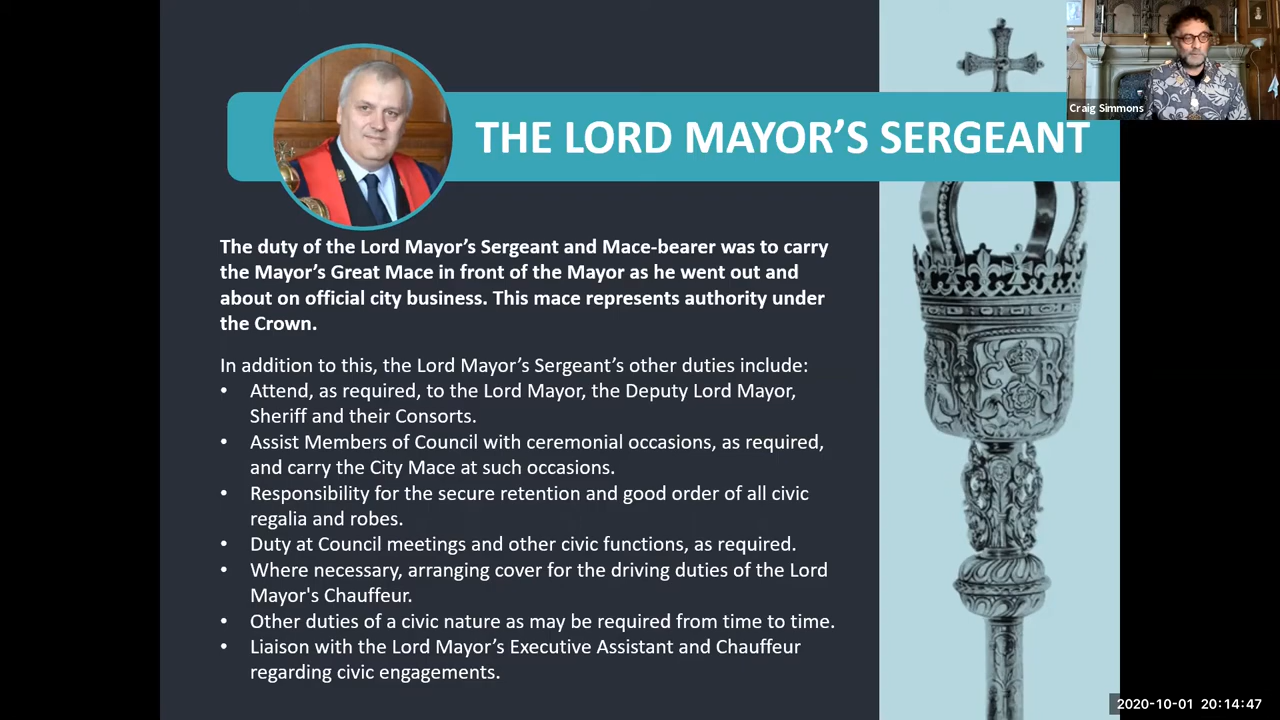 Craig Simmons
THE LORD MAYOR’S SERGEANT
The duty of the Lord Mayor’s Sergeant and Mace-bearer was to carry
the Mayor’s Great Mace in front of the Mayor as he went out and
about on official city business. This mace represents authority under
the Crown.
In addition to this, the Lord Mayor’s Sergeant’s other duties include:
• Attend, as required, to the Lord Mayor, the Deputy Lord Mayor,
Sheriff and their Consorts.
• Assist Members of Council with ceremonial occasions, as required,
and carry the City Mace at such occasions.
• Responsibility for the secure retention and good order of all civic
regalia and robes.
• Duty at Council meetings and other civic functions, as required.
• Where necessary, arranging cover for the driving duties of the Lord
Mayor's Chauffeur.
• Other duties of a civic nature as may be required from time to time.
• Liaison with the Lord Mayor’s Executive Assistant and Chauffeur
regarding civic engagements.
C R
2020-10-01 20:14:47